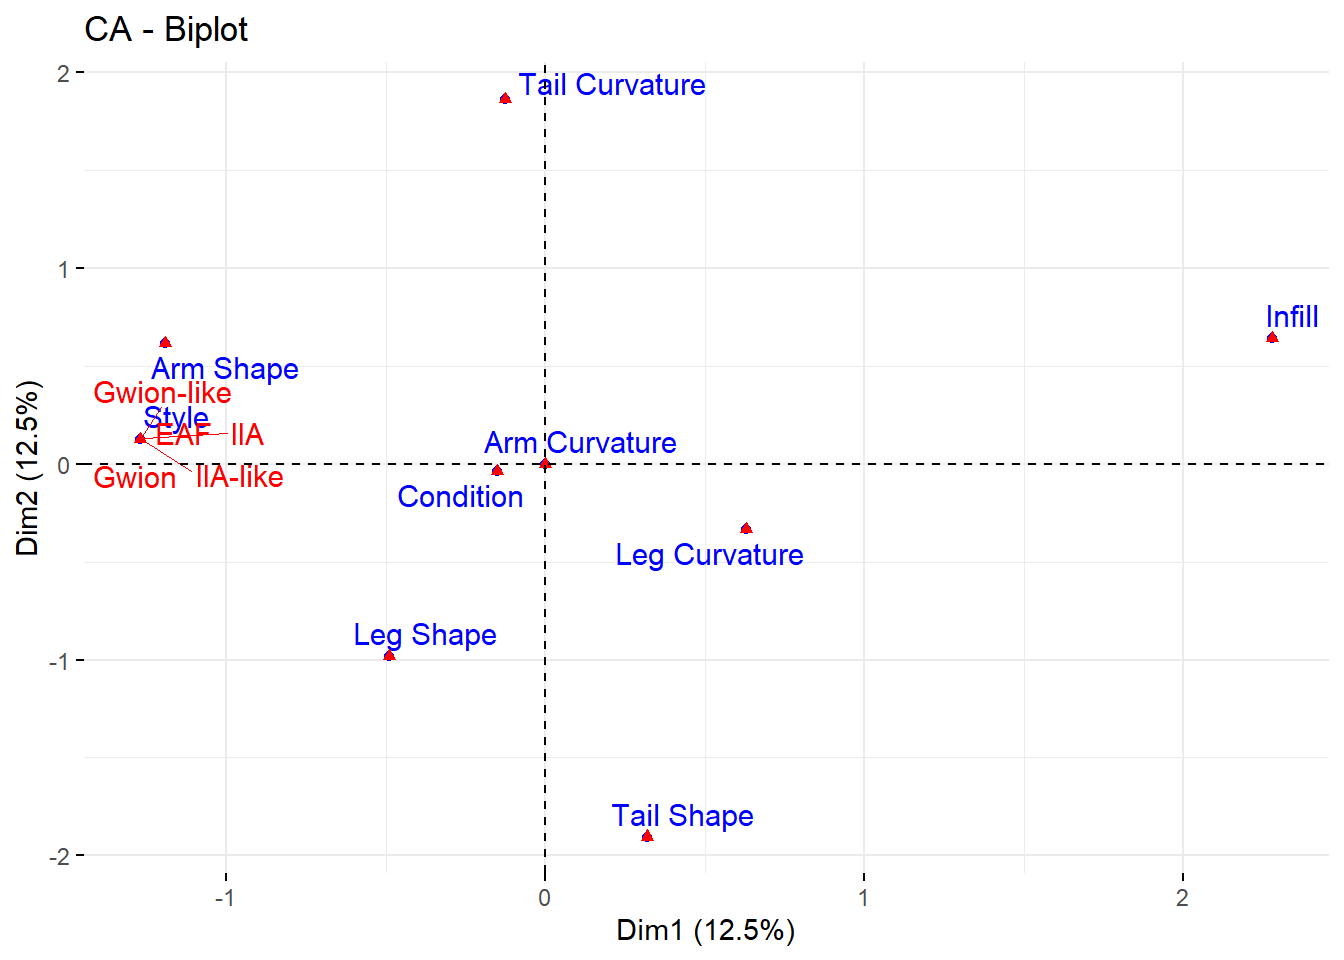 CA - Biplot
2
Tail Curvature
1
Infill
Arm Shape
Gwion-like
Style
EAF IIA
Arm Curvature
0
Gwion IIA-like
Condition
Leg Curvature
Leg Shape
-1
Tail Shape
-2
-1 0 1 2
Dim1 (12.5%)
Dim2 (12.5%)